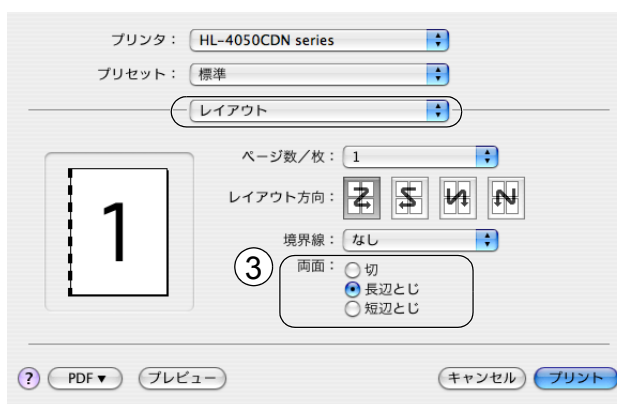 プリンタ： HL-4050CDN series
プリセット： 標準
レイアウト
ページ数／枚： 1
レイアウト方向：
境界線： なし
1
③ 両面： 切
長辺とじ
短辺とじ
? PDF▼ プレビュー キャンセル プリント